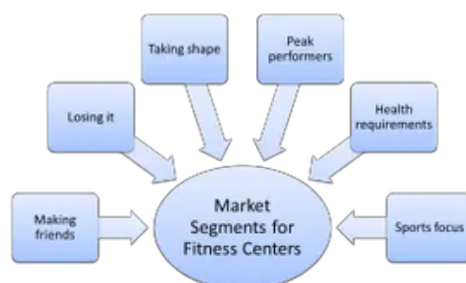 Taking shape
Peak
performers
Losing it
Health
requirements
Making
friends
Market
Segments for
Fitness Centers
Sports focus